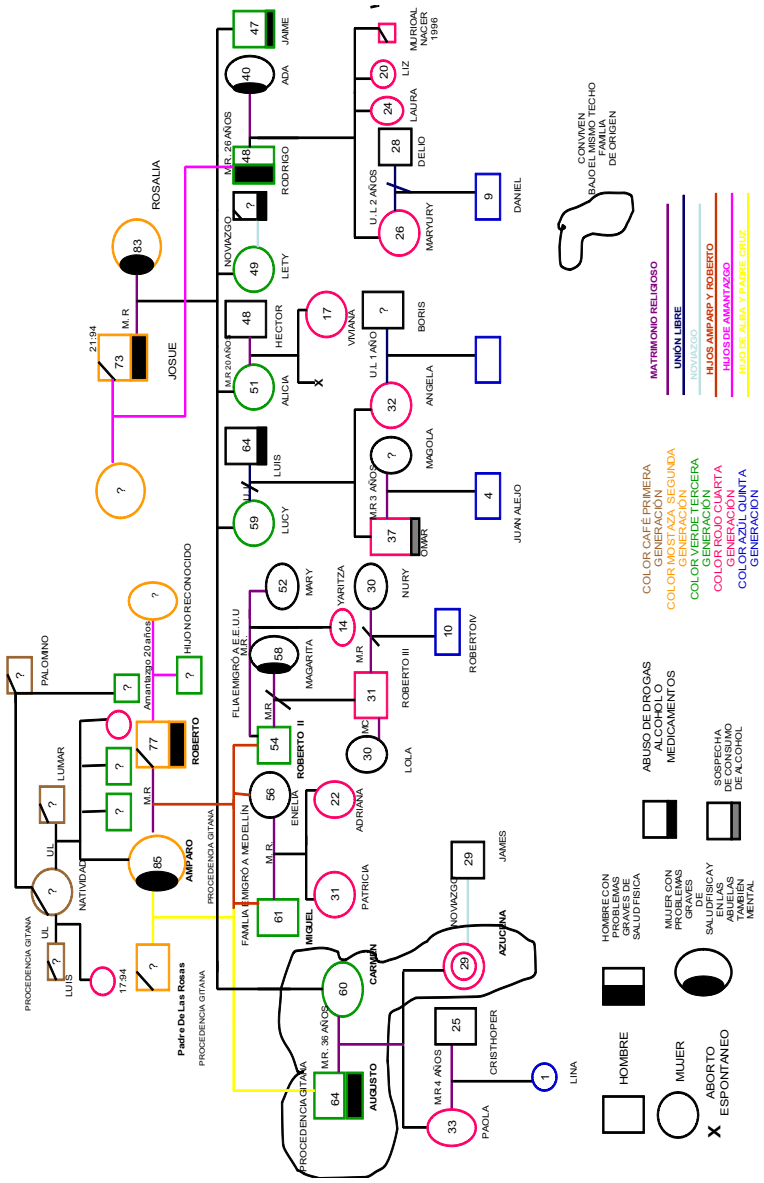 PROCEDENCIA GITANA
LUIS
?
UL
NATIVIDAD
?
UL
LUMAR
?
PALOMINO
?
17.94
Padre De Las Rosas
?
PROCEDENCIA GITANA
AMPARO
85
M.R
ROBERTO
77
?
?
?
Amantazgo 20años
?
HIJO NO RECONOCIDO
?
?
21:94
73
JOSUE
M. R
ROSALIA
83
PROCEDENCIA GITANA
64
AUGUSTO
M.R. 36 AÑOS
60
CARMEN
FAMILIA EMIGRÓ A MEDELLÍN
PROCEDENCIA GITANA
61
MIGUEL
M. R.
56
ENELIA
FLIA EMIGRÓ A E.E.U.U
54
ROBERTO II
M.R
58
MAGARITA
M.R.
52
MARY
59
LUCY
U. L
64
LUIS
51
ALICIA
M.R 20 AÑOS
48
HECTOR
49
LETY
NOVIAZGO
?
48
RODRIGO
M.R. 26 AÑOS
40
ADA
47
JAIME
33
PAOLA
M.R 4 AÑOS
25
CRISTHOPER
29
AZUCENA
NOVIAZGO
29
JAMES
31
PATRICIA
22
ADRIANA
30
LOLA
MC
31
ROBERTO III
M.R
30
NURY
14
YARITZA
37
OMAR
M.R 3 AÑOS
?
MAGOLA
32
ANGELA
U.L 1 AÑO
?
BORIS
X
17
VIVIANA
26
MARYURY
U.L 2 AÑOS
28
DELIO
24
LAURA
20
LIZ
MURIO AL
NACER
1996
1
LINA
10
ROBERTO IV
4
JUAN ALEJO
9
DANIEL
HOMBRE
MUJER
X ABORTO
ESPONTANEO
HOMBRE CON
PROBLEMAS
GRAVES DE
SALUD FISICA
MUJER CON
PROBLEMAS
GRAVES
DE
SALUD FISICA Y
EN LAS
ABUELAS
TAMBIÉN
MENTAL
ABUSO DE DROGAS
ALCOHOL O
MEDICAMENTOS
SOSPECHA
DE CONSUMO
DE ALCOHOL
COLOR CAFÉ PRIMERA
GENERACIÓN
COLOR MOSTAZA SEGUNDA
GENERACIÓN
COLOR VERDE TERCERA
GENERACIÓN
COLOR ROJO CUARTA
GENERACIÓN
COLOR AZUL QUINTA
GENERACION
MATRIMONIO RELIGIOSO
UNIÓN LIBRE
NOVIAZGO
HIJOS AMPARP Y ROBERTO
HIJOS DE AMANTAZGO
HIJO DE ALBA Y PADRE CRUZ
CONVIVEN
BAJO EL MISMO TECHO
FAMILIA
DE ORIGEN